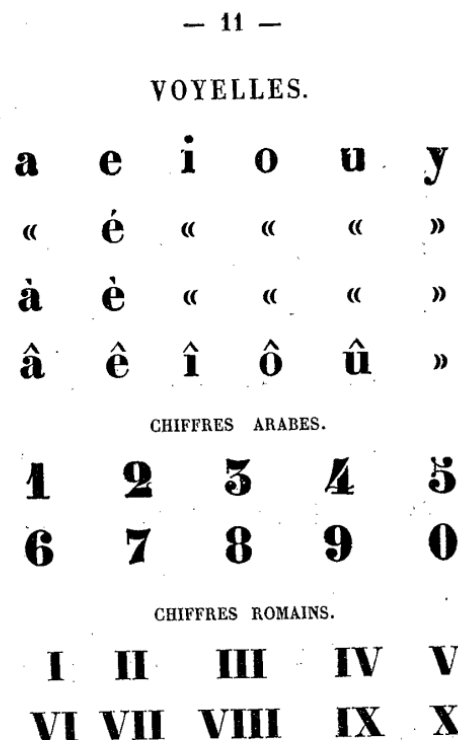 — 11 —
VOYELLES.
a e i o u y
« é « « « »
à è « « « »
â ê î ô û »
CHIFFRES ARABES.
1 2 3 4 5
6 7 8 9 0
CHIFFRES ROMAINS.
I II III IV V
VI VII VIII IX X